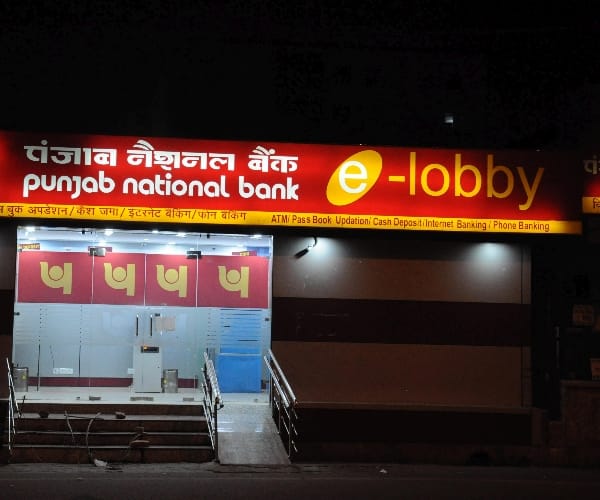 पंजाब नैशनल बैंक
punjab national bank
e-lobby
बुक अपडेशन/कैश जमा/इंटरनेट बैंकिंग/फोन बैंकिंग
ATM/ Pass Book Updation/ Cash Deposit/Internet Banking / Phone Banking